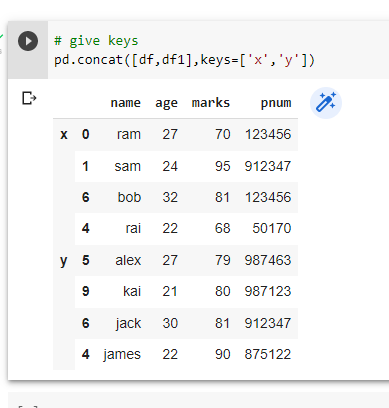 # give keys
pd.concat([df,df1],keys=['x','y'])
name age marks pnum
x 0 ram 27 70 123456
1 sam 24 95 912347
6 bob 32 81 123456
4 rai 22 68 50170
y 5 alex 27 79 987463
9 kai 21 80 987123
6 jack 30 81 912347
4 james 22 90 875122